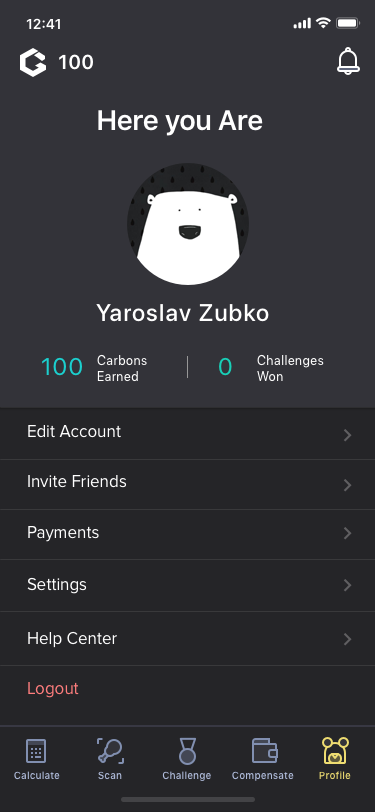 12:41
100
Here you Are
Yaroslav Zubko
100 Carbons Earned
0 Challenges Won
Edit Account
Invite Friends
Payments
Settings
Help Center
Logout
Calculate Scan Challenge Compensate Profile